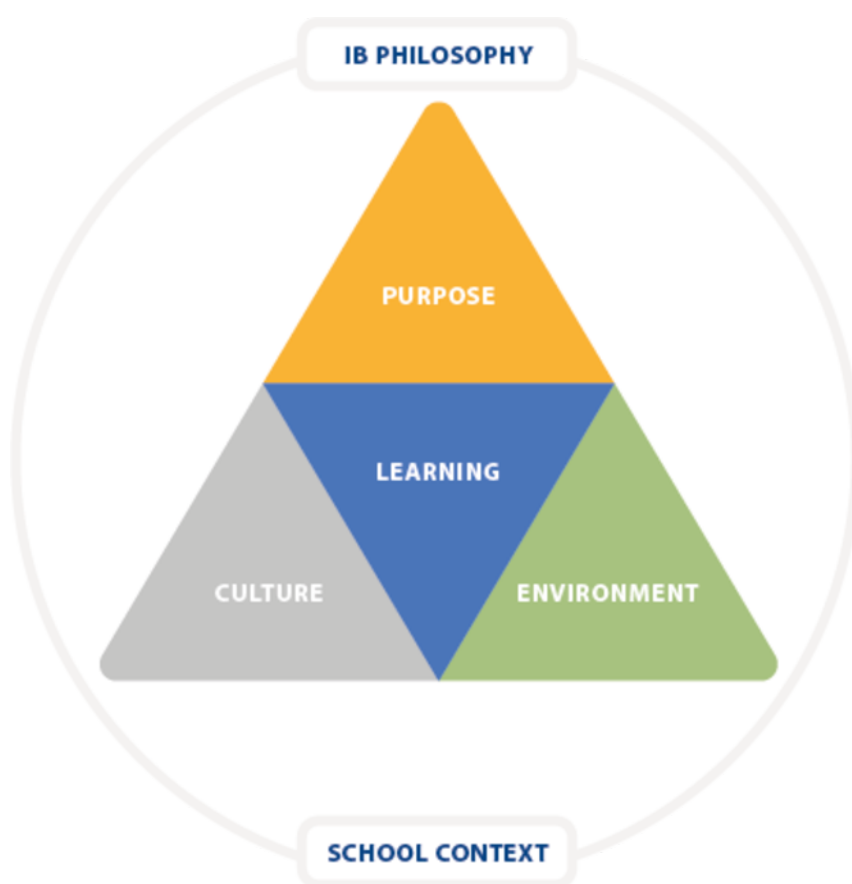 IB PHILOSOPHY
PURPOSE
LEARNING
CULTURE
ENVIRONMENT
SCHOOL CONTEXT